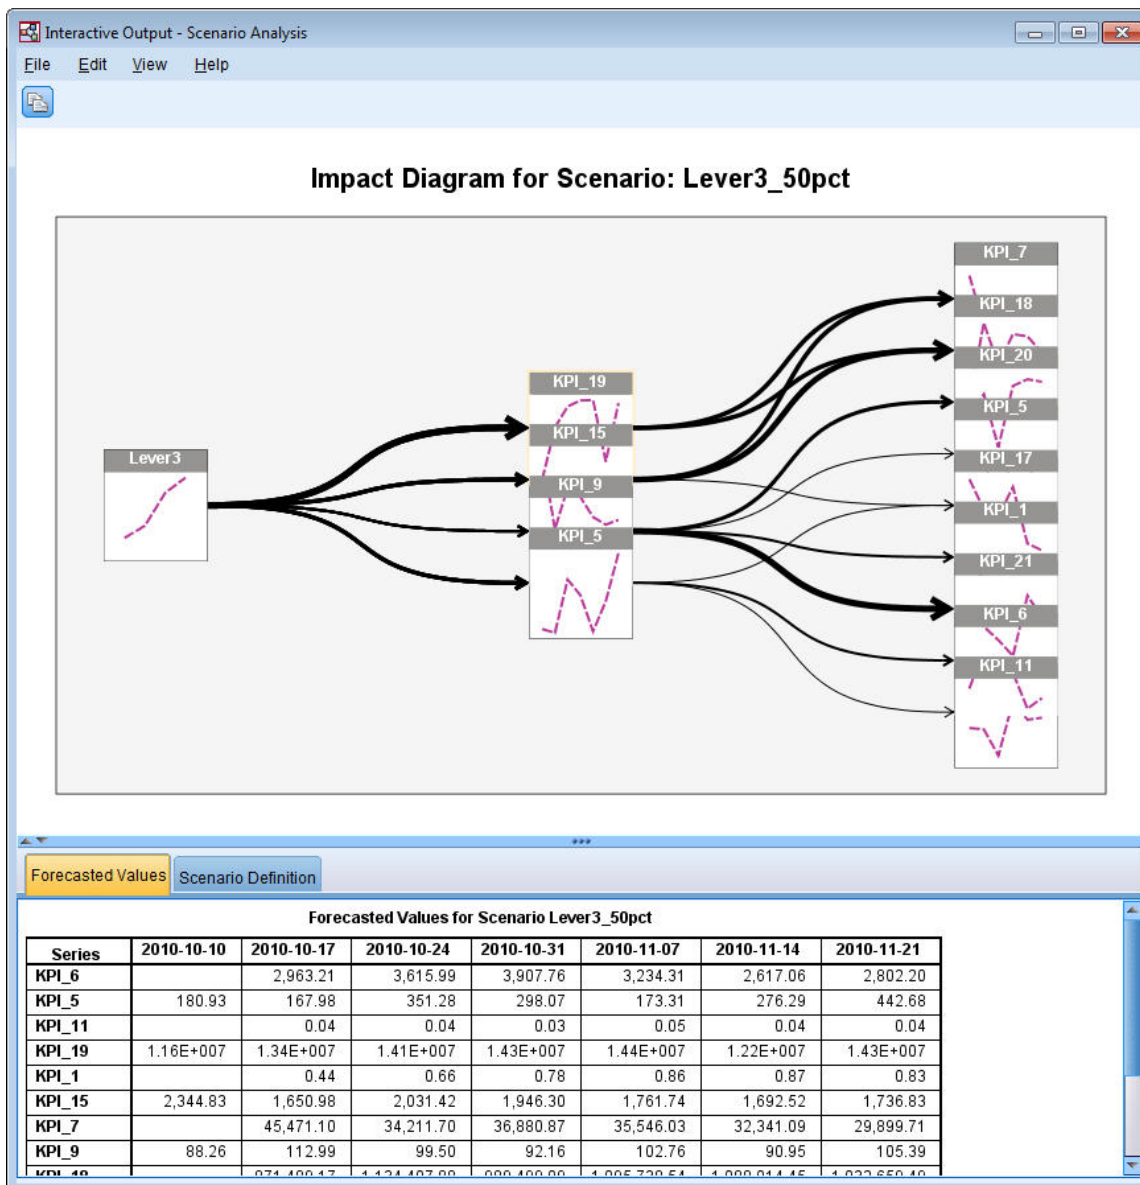 Interactive Output - Scenario Analysis
File Edit View Help
Impact Diagram for Scenario: Lever3_50pct
KPI_7
KPI_18
KPI_20
KPI_19
KPI_5
KPI_15
Lever3
KPI_17
KPI_9
KPI_1
KPI_5
KPI_21
KPI_6
KPI_11
Forecasted Values Scenario Definition
Forecasted Values for Scenario Lever3_50pct
Series 2010-10-10 2010-10-17 2010-10-24 2010-10-31 2010-11-07 2010-11-14 2010-11-21
KPI_6 2,963.21 3,615.99 3,907.76 3,234.31 2,617.06 2,802.20
KPI_5 180.93 167.98 351.28 298.07 173.31 276.29 442.68
KPI_11 0.04 0.04 0.03 0.05 0.04 0.04
KPI_19 1.16E+007 1.34E+007 1.41E+007 1.43E+007 1.44E+007 1.22E+007 1.43E+007
KPI_1 0.44 0.66 0.78 0.86 0.87 0.83
KPI_15 2,344.83 1,650.98 2,031.42 1,946.30 1,761.74 1,692.52 1,736.83
KPI_7 45,471.10 34,211.70 36,880.87 35,546.03 32,341.09 29,899.71
KPI_9 88.26 112.99 99.50 92.16 102.76 90.95 105.39
KPI_18